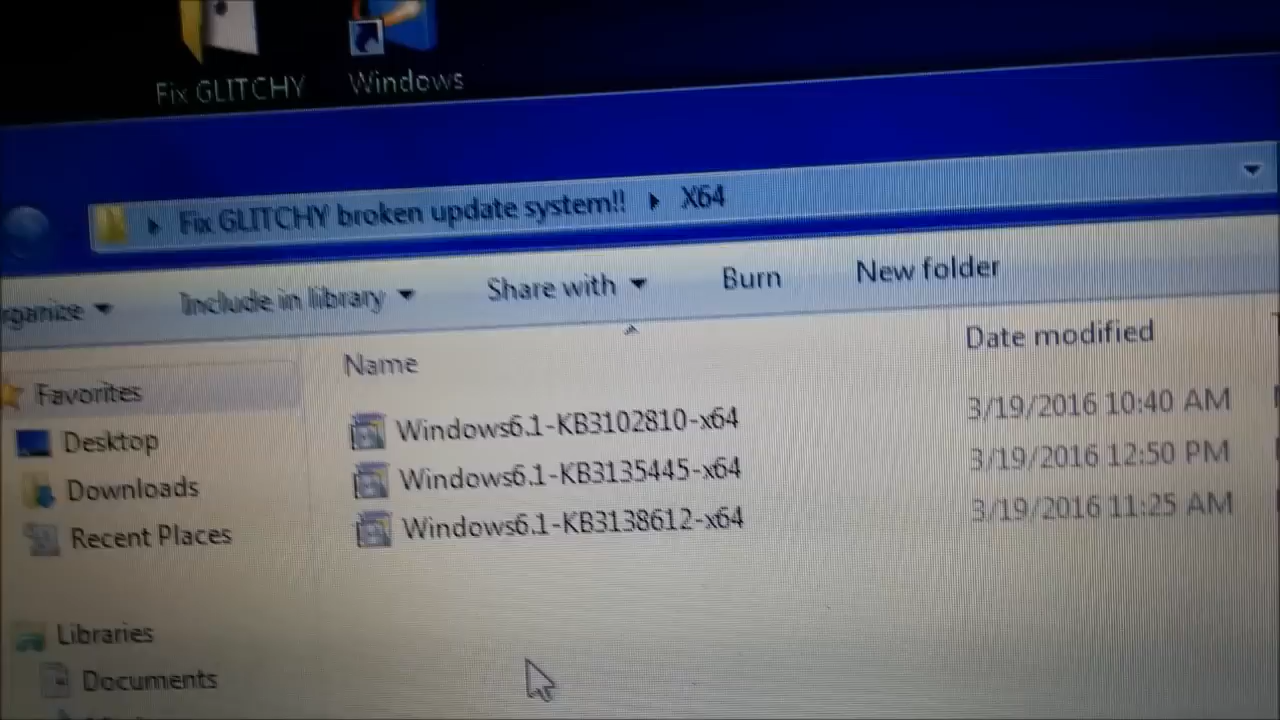 Fix GLITCHY
Windows
Fix GLITCHY broken update system!! X64
rganize Include in library Share with Burn New folder
Name Date modified
Favorites
Desktop
Downloads
Recent Places
Libraries
Documents
Windows6.1-KB3102810-x64 3/19/2016 10:40 AM
Windows6.1-KB3135445-x64 3/19/2016 12:50 PM
Windows6.1-KB3138612-x64 3/19/2016 11:25 AM